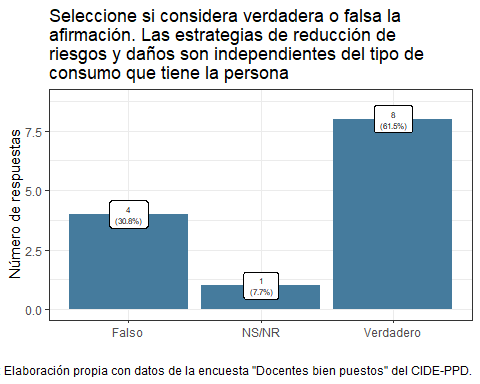 Seleccione si considera verdadera o falsa la
afirmación. Las estrategias de reducción de
riesgos y daños son independientes del tipo de
consumo que tiene la persona
Número de respuestas
7.5
5.0
2.5
0.0
4
(30.8%)
1
(7.7%)
8
(61.5%)
Falso
NS/NR
Verdadero
Elaboración propia con datos de la encuesta "Docentes bien puestos" del CIDE-PPD.